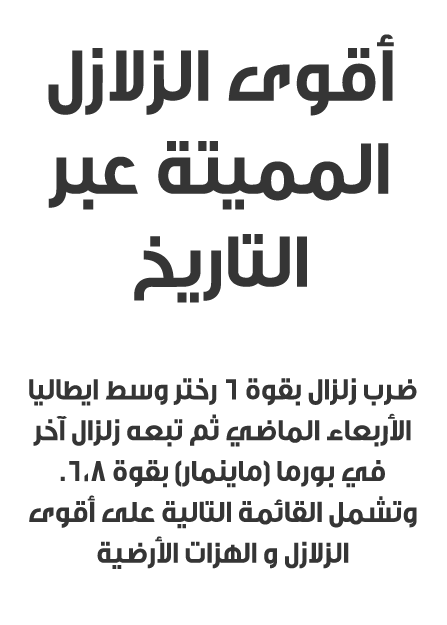 أقوى الزلازل
المميتة عبر
التاريخ
ضرب زلزال بقوة ٦ رختر وسط ايطاليا
الأربعاء الماضي ثم تبعه زلزال آخر
في بورما (ماينمار) بقوة ٦،٨.
وتشمل القائمة التالية على أقوى
الزلازل و الهزات الأرضية